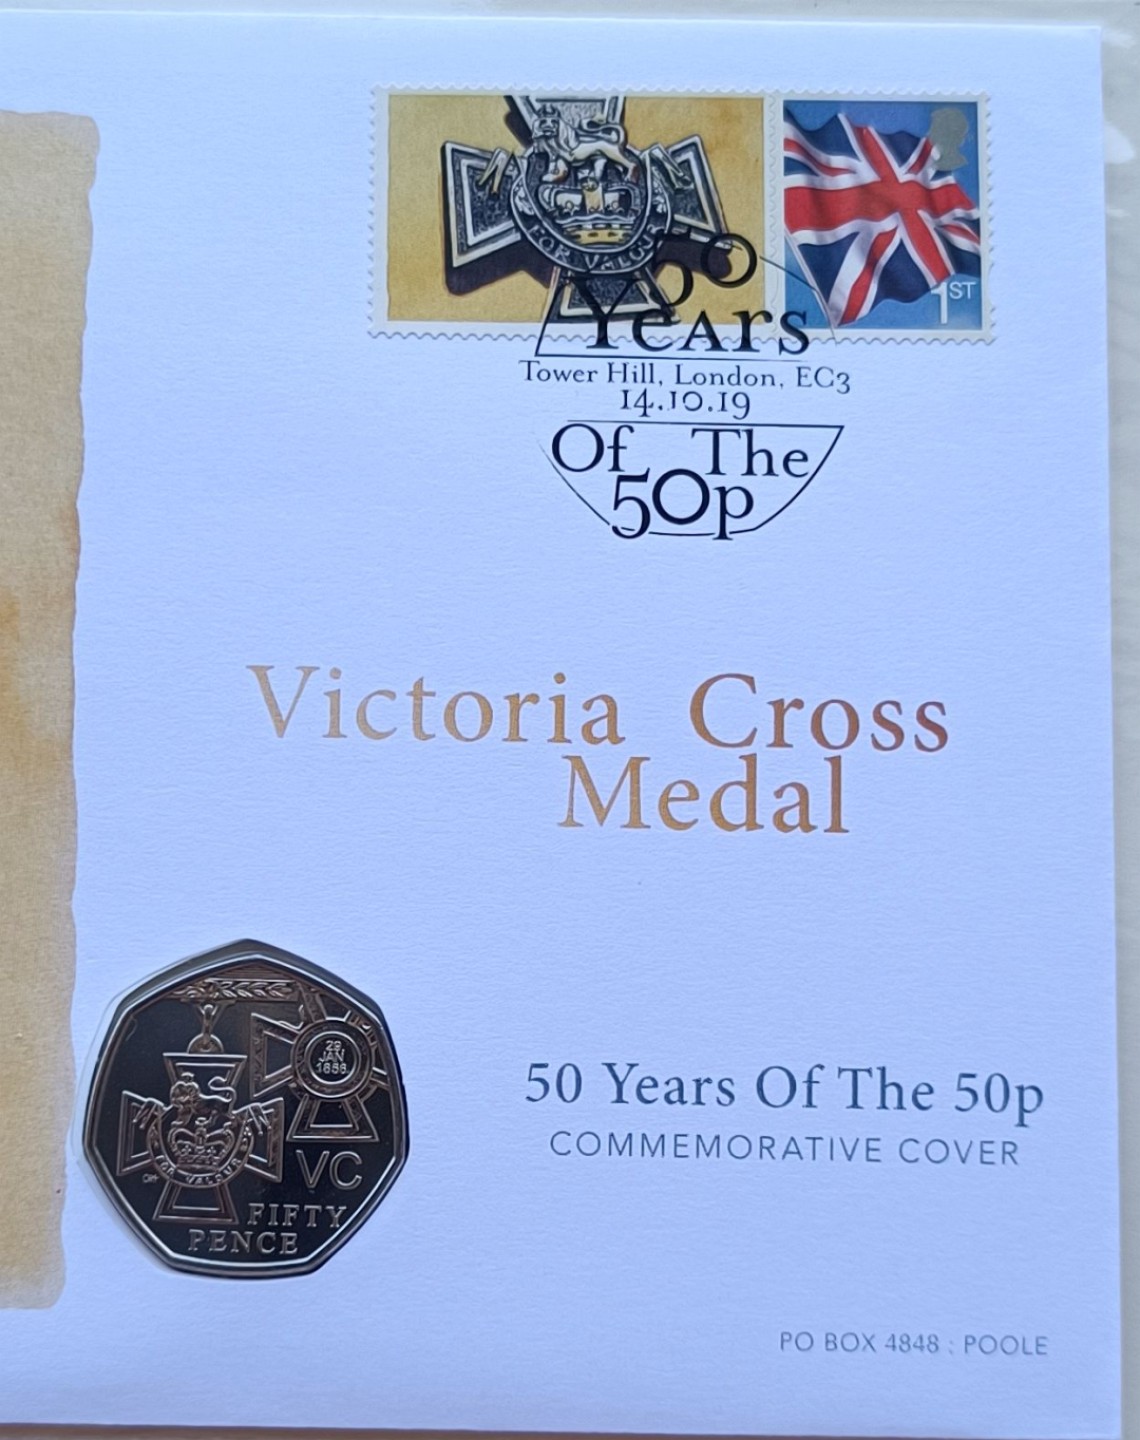 FOR VALOUR
1ST
50
Years
Tower Hill, London, EC3
14.10.19
Of The
50p
Victoria Cross
Medal
29
JAN
1856
FOR VALOUR
VC
FIFTY
PENCE
50 Years Of The 50p
COMMEMORATIVE COVER
PO BOX 4848 : POOLE